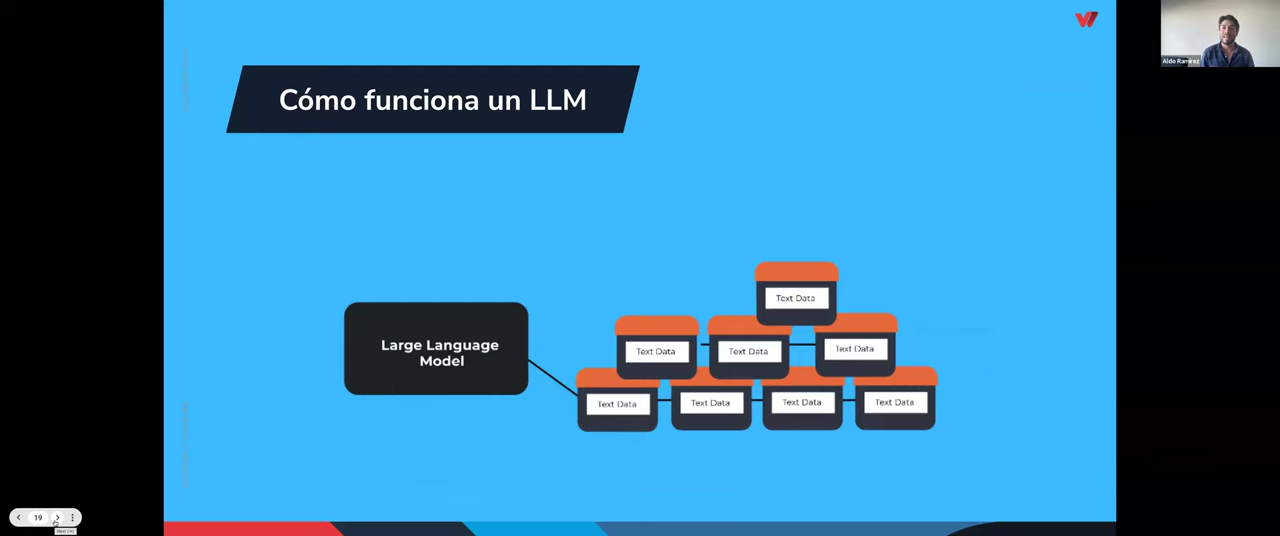 Aldo Ramirez
Cómo funciona un LLM
Large Language
Model
Text Data
Text Data
Text Data
Text Data
Text Data
Text Data
Text Data
Text Data
19